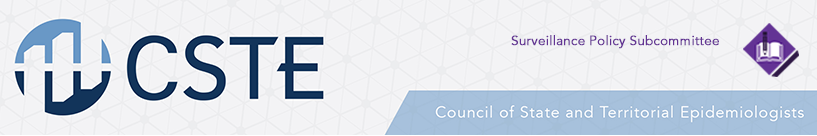 CSTE
Surveillance Policy Subcommittee
Council of State and Territorial Epidemiologists